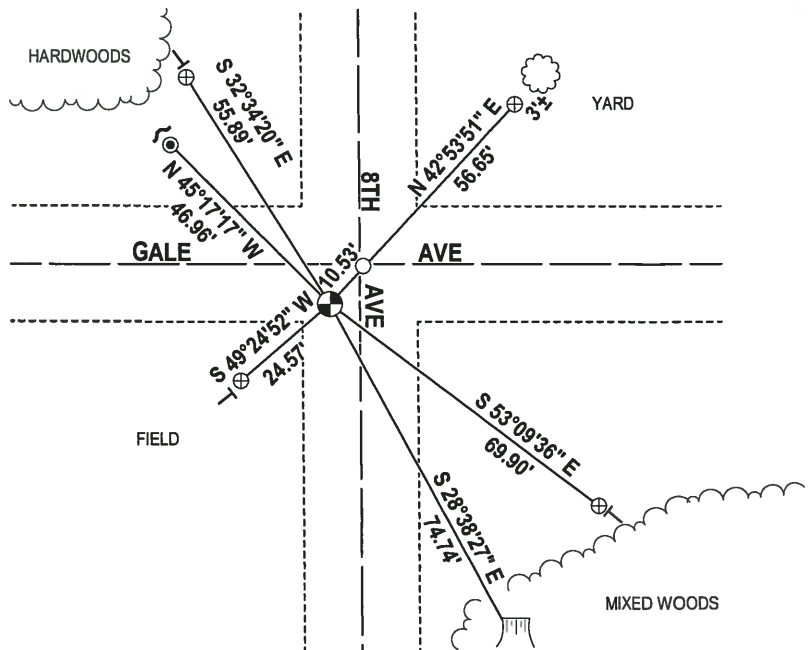 HARDWOODS
S 32°34'20" E
55.89'
N 42°53'51" E
56.65'
3'±
YARD
N 45°17'17" W
46.96'
8TH
GALE
AVE
10.53'
AVE
S 49°24'52" W
24.57'
FIELD
S 53°09'36" E
69.90'
S 28°38'27" E
74.74'
MIXED WOODS